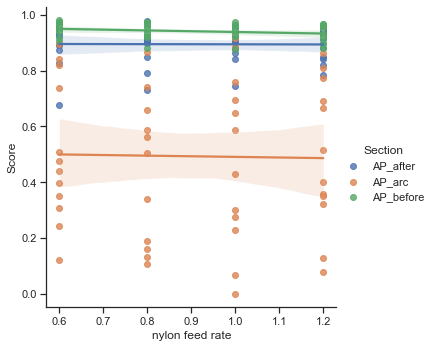 1.0
0.8
0.6
0.4
0.2
0.0
Score
0.6 0.7 0.8 0.9 1.0 1.1 1.2
nylon feed rate
Section
AP_after
AP_arc
AP_before